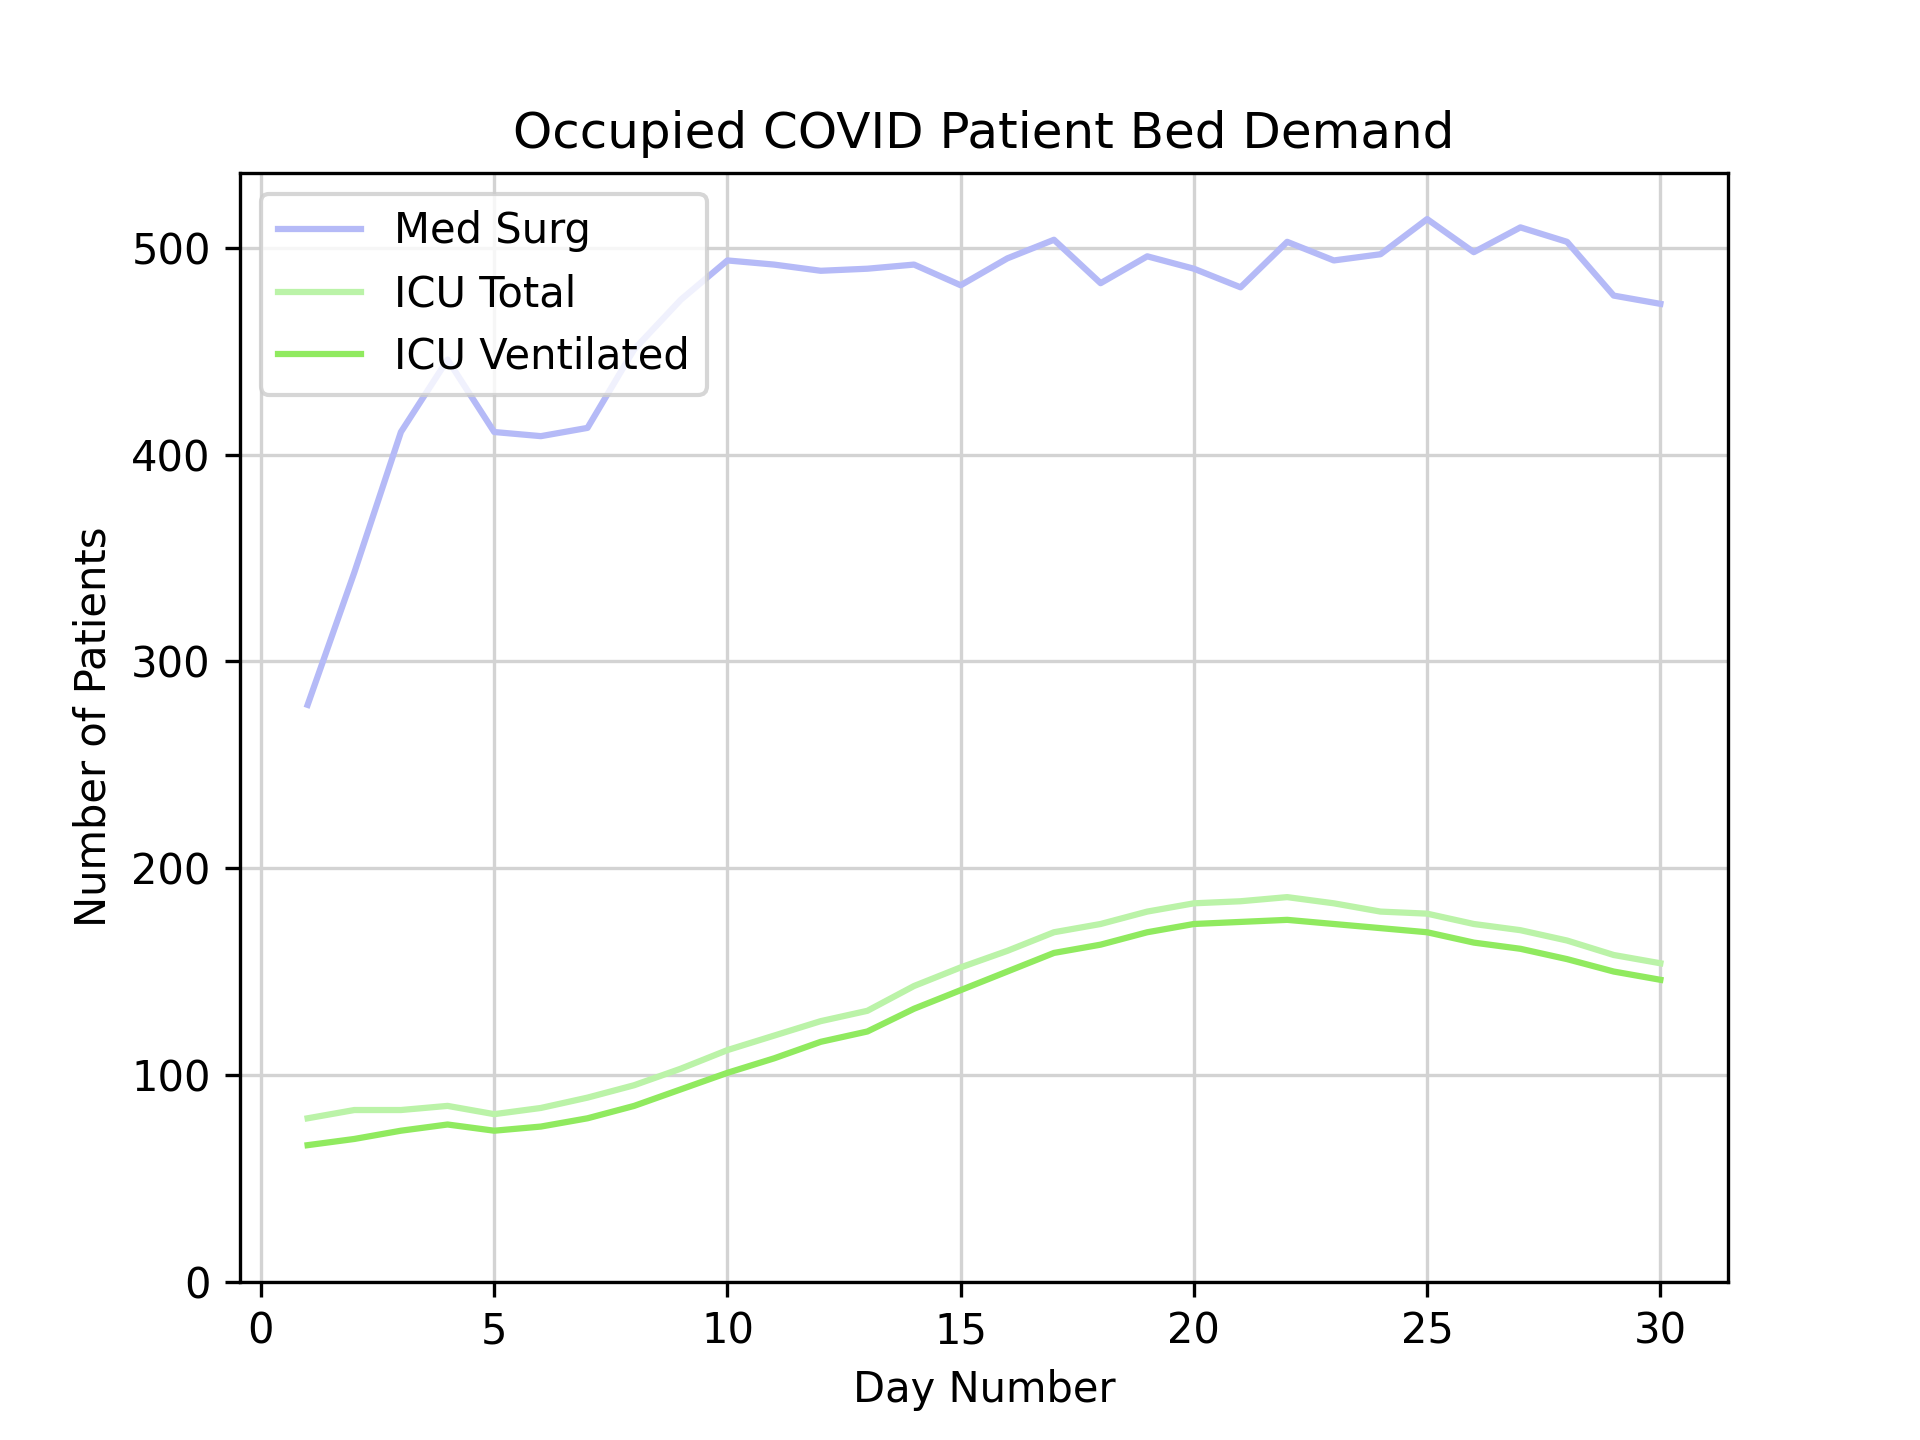 Occupied COVID Patient Bed Demand
Med Surg
ICU Total
ICU Ventilated
500
400
300
200
100
0
Number of Patients
0 5 10 15 20 25 30
Day Number